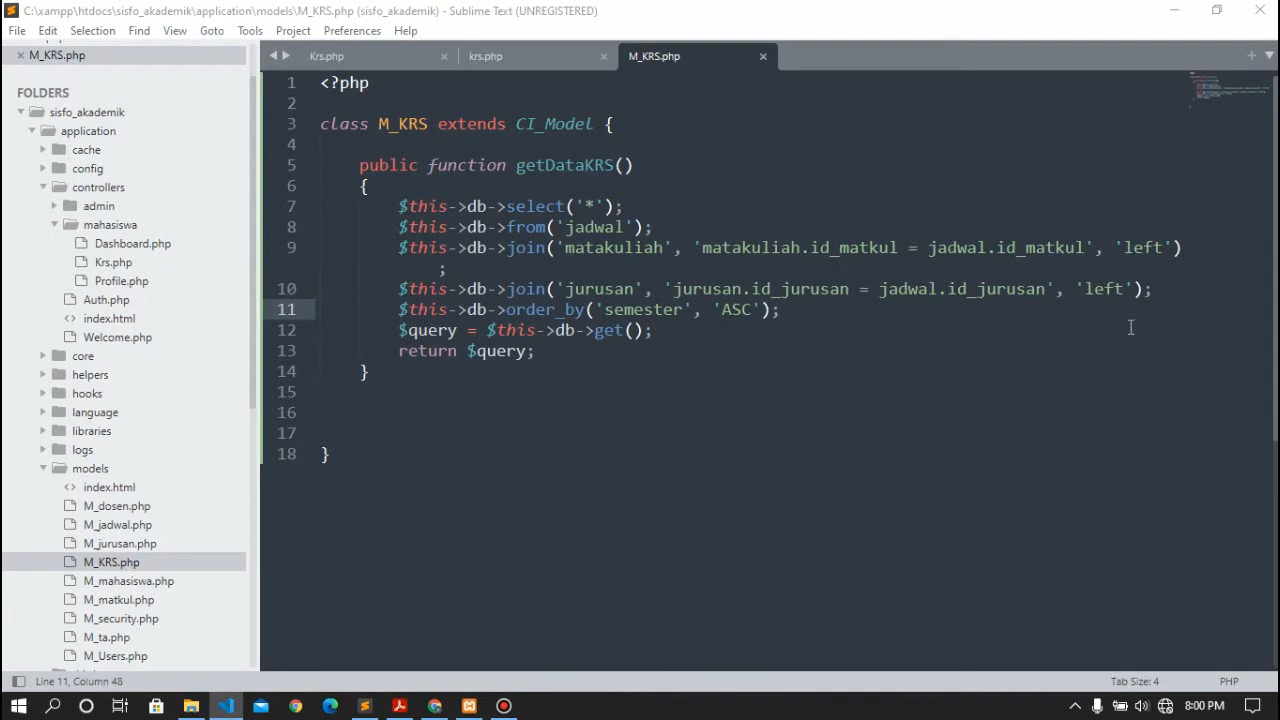 C:\xampp\htdocs\sisfo_akademik\application\models\M_KRS.php (sisfo_akademik) - Sublime Text (UNREGISTERED)
File Edit Selection Find View Goto Tools Project Preferences Help
M_KRS.php
Krs.php
krs.php
M_KRS.php
FOLDERS
sisfo_akademik
application
cache
config
controllers
admin
mahasiswa
Dashboard.php
Krs.php
Profile.php
Auth.php
index.html
Welcome.php
core
helpers
hooks
language
libraries
logs
models
index.html
M_dosen.php
M_jadwal.php
M_jurusan.php
M_KRS.php
M_mahasiswa.php
M_matkul.php
M_security.php
M_ta.php
M_Users.php
1 <?php
2
3 class M_KRS extends CI_Model {
4
5 public function getDataKRS()
6 {
7 $this->db->select('*');
8 $this->db->from('jadwal');
9 $this->db->join('matakuliah', 'matakuliah.id_matkul = jadwal.id_matkul', 'left')
;
10 $this->db->join('jurusan', 'jurusan.id_jurusan = jadwal.id_jurusan', 'left');
11 $this->db->order_by('semester', 'ASC');
12 $query = $this->db->get();
13 return $query;
14 }
15
16
17
18 }
Line 11, Column 48
Tab Size: 4
PHP
8:00 PM